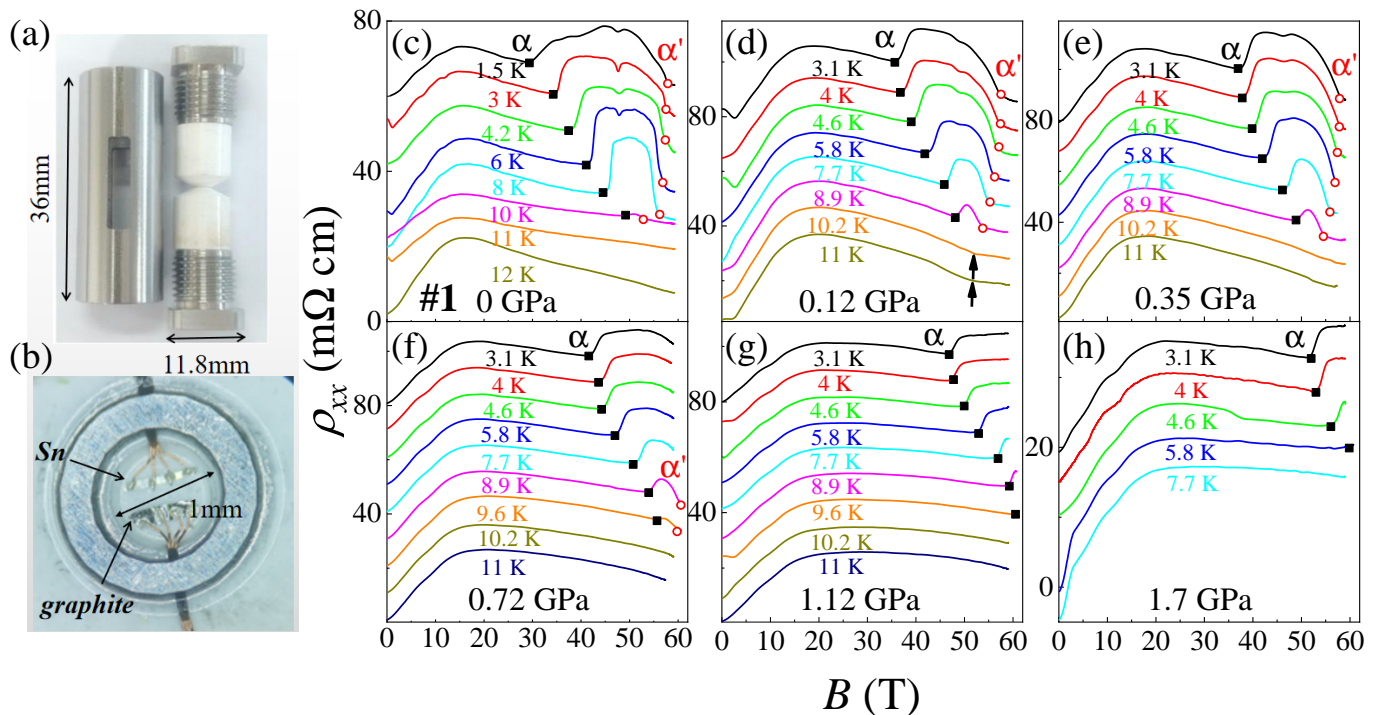 (a)
36mm
11.8mm
(b)
Sn
1mm
graphite
ρxx (mΩ cm)
80
40
0
(c)
α
α'
1.5 K
3 K
4.2 K
6 K
8 K
10 K
11 K
12 K
#1
0 GPa
80
40
(d)
α
α'
3.1 K
4 K
4.6 K
5.8 K
7.7 K
8.9 K
10.2 K
11 K
0.12 GPa
80
40
(e)
α
α'
3.1 K
4 K
4.6 K
5.8 K
7.7 K
8.9 K
10.2 K
11 K
0.35 GPa
80
40
(f)
α
α'
3.1 K
4 K
4.6 K
5.8 K
7.7 K
8.9 K
9.6 K
10.2 K
11 K
0.72 GPa
0 10 20 30 40 50 60
80
40
(g)
α
3.1 K
4 K
4.6 K
5.8 K
7.7 K
8.9 K
9.6 K
10.2 K
11 K
1.12 GPa
0 20 40 60
20
0
(h)
α
3.1 K
4 K
4.6 K
5.8 K
7.7 K
1.7 GPa
0 10 20 30 40 50 60
B (T)